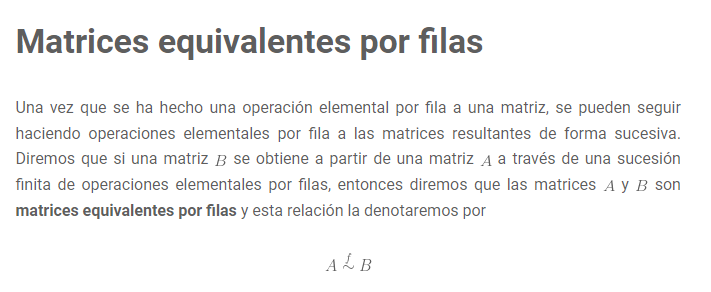 Matrices equivalentes por filas
Una vez que se ha hecho una operación elemental por fila a una matriz, se pueden seguir
haciendo operaciones elementales por fila a las matrices resultantes de forma sucesiva.
Diremos que si una matriz B se obtiene a partir de una matriz A a través de una sucesión
finita de operaciones elementales por filas, entonces diremos que las matrices A y B son
matrices equivalentes por filas y esta relación la denotaremos por
A f∼ B